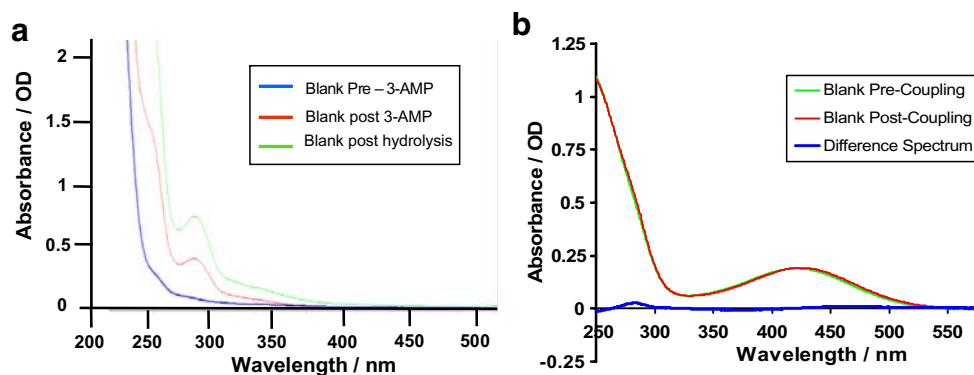 a
Absorbance / OD
2
1.5
1
0.5
0
200
250
300
350
400
450
500
Wavelength / nm
Blank Pre – 3-AMP
Blank post 3-AMP
Blank post hydrolysis
b
Absorbance / OD
1.25
1
0.75
0.5
0.25
0
-0.25
250
300
350
400
450
500
550
Wavelength / nm
Blank Pre-Coupling
Blank Post-Coupling
Difference Spectrum